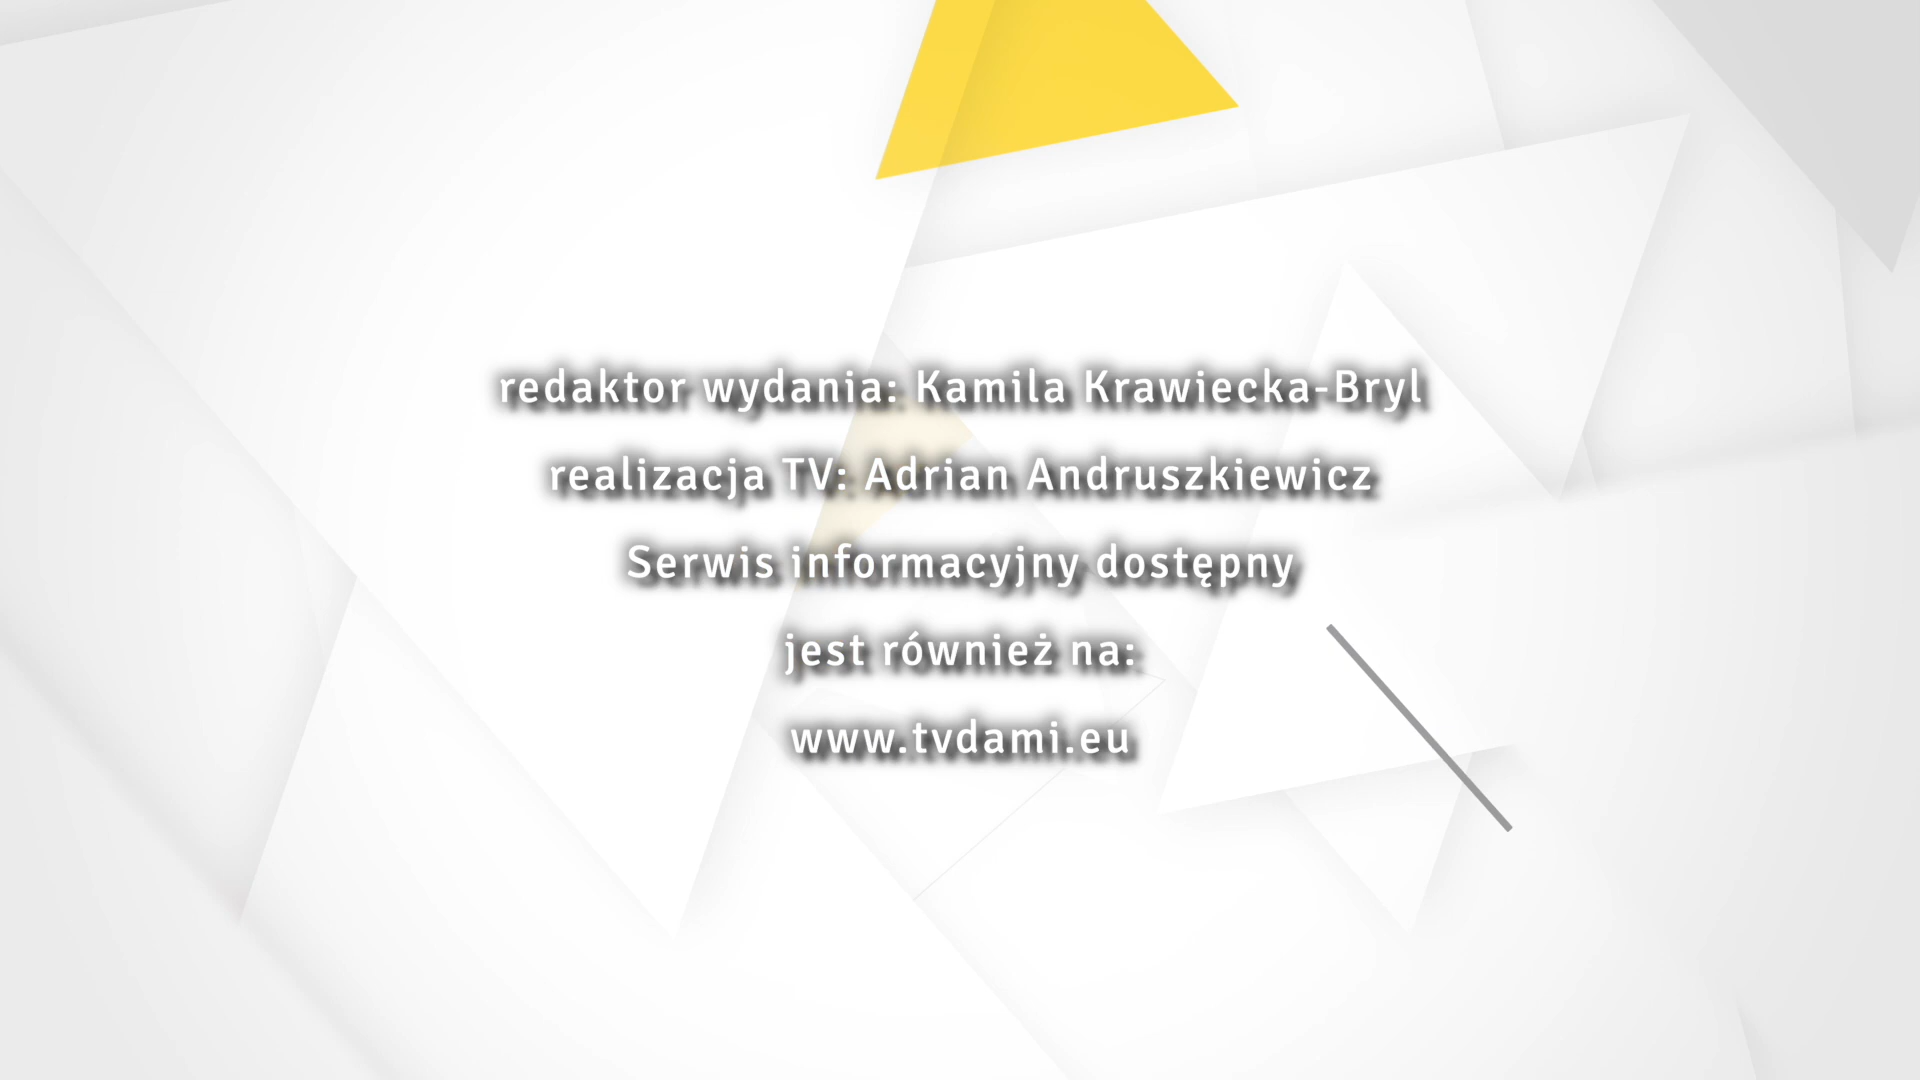 redaktor wydania: Kamila Krawiecka-Bryl
realizacja TV: Adrian Andruszkiewicz
Serwis informacyjny dostępny
jest również na:
www.tvdami.eu